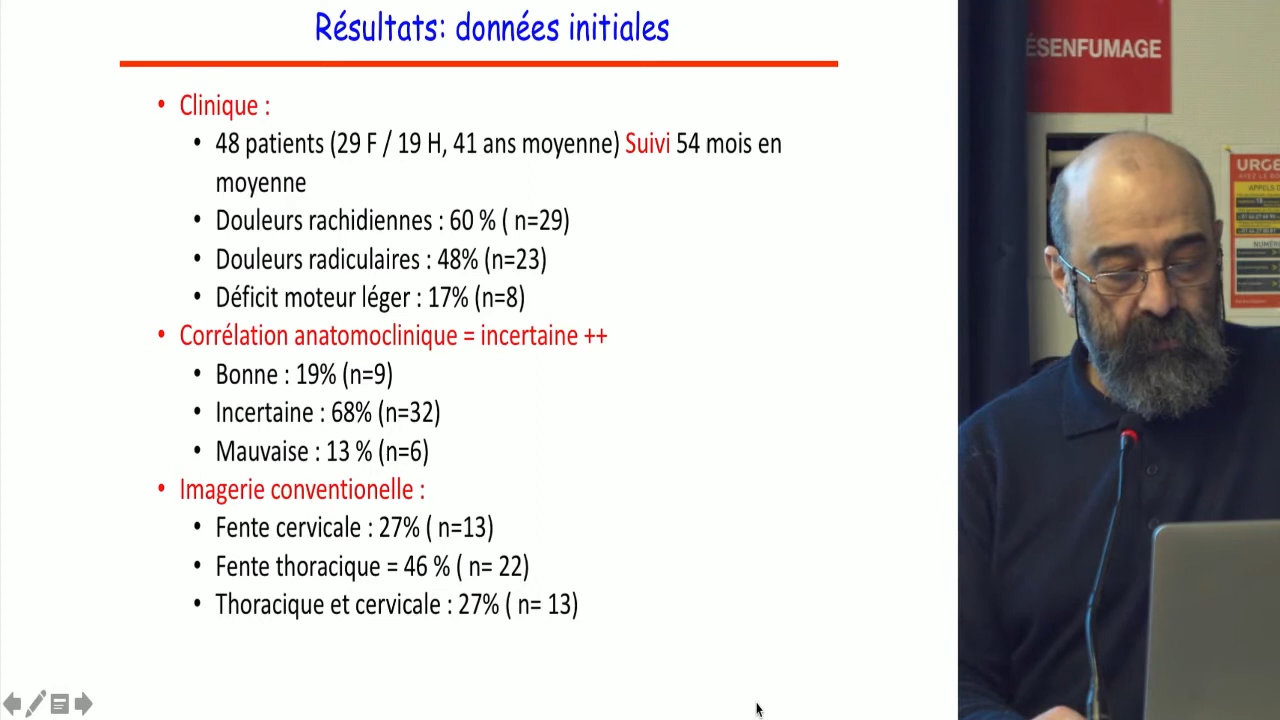 Résultats: données initiales
• Clinique :
• 48 patients (29 F / 19 H, 41 ans moyenne) Suivi 54 mois en
moyenne
• Douleurs rachidiennes : 60 % ( n=29)
• Douleurs radiculaires : 48% (n=23)
• Déficit moteur léger : 17% (n=8)
• Corrélation anatomoclinique = incertaine ++
• Bonne : 19% (n=9)
• Incertaine : 68% (n=32)
• Mauvaise : 13 % (n=6)
• Imagerie conventionelle :
• Fente cervicale : 27% ( n=13)
• Fente thoracique = 46 % ( n= 22)
• Thoracique et cervicale : 27% ( n= 13)
ÉSENFUMAGE
URGE
APPELS D
NUMÉR